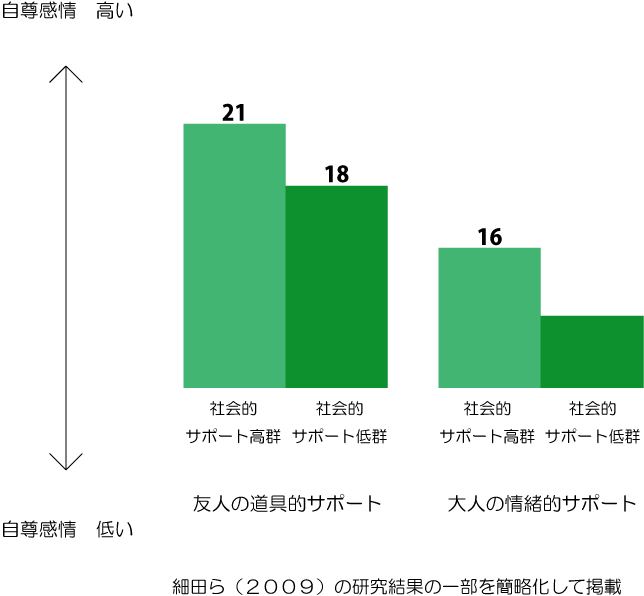 自尊感情　高い
21
18
16
社会的
サポート高群
社会的
サポート低群
社会的
サポート高群
社会的
サポート低群
友人の道具的サポート
大人の情緒的サポート
自尊感情　低い
細田ら（２００９）の研究結果の一部を簡略化して掲載